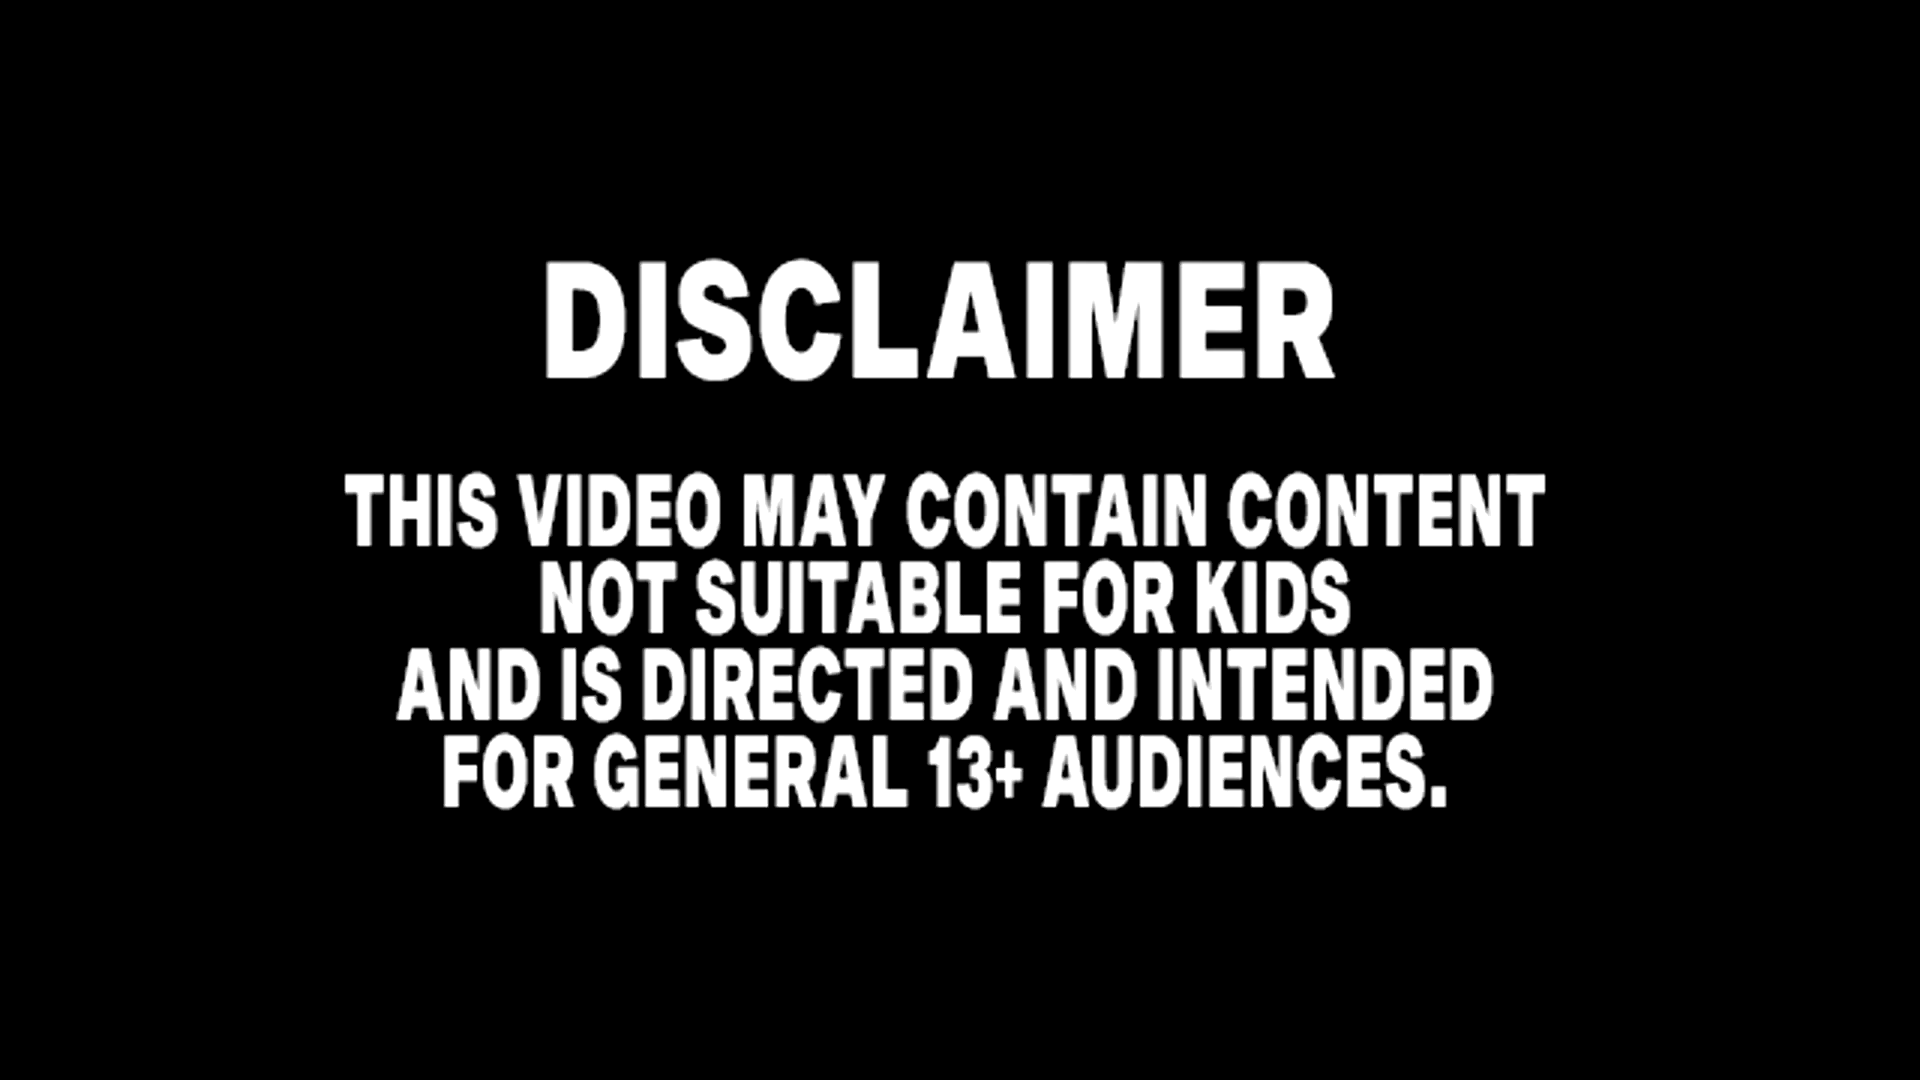 DISCLAIMER
THIS VIDEO MAY CONTAIN CONTENT
NOT SUITABLE FOR KIDS
AND IS DIRECTED AND INTENDED
FOR GENERAL 13+ AUDIENCES.